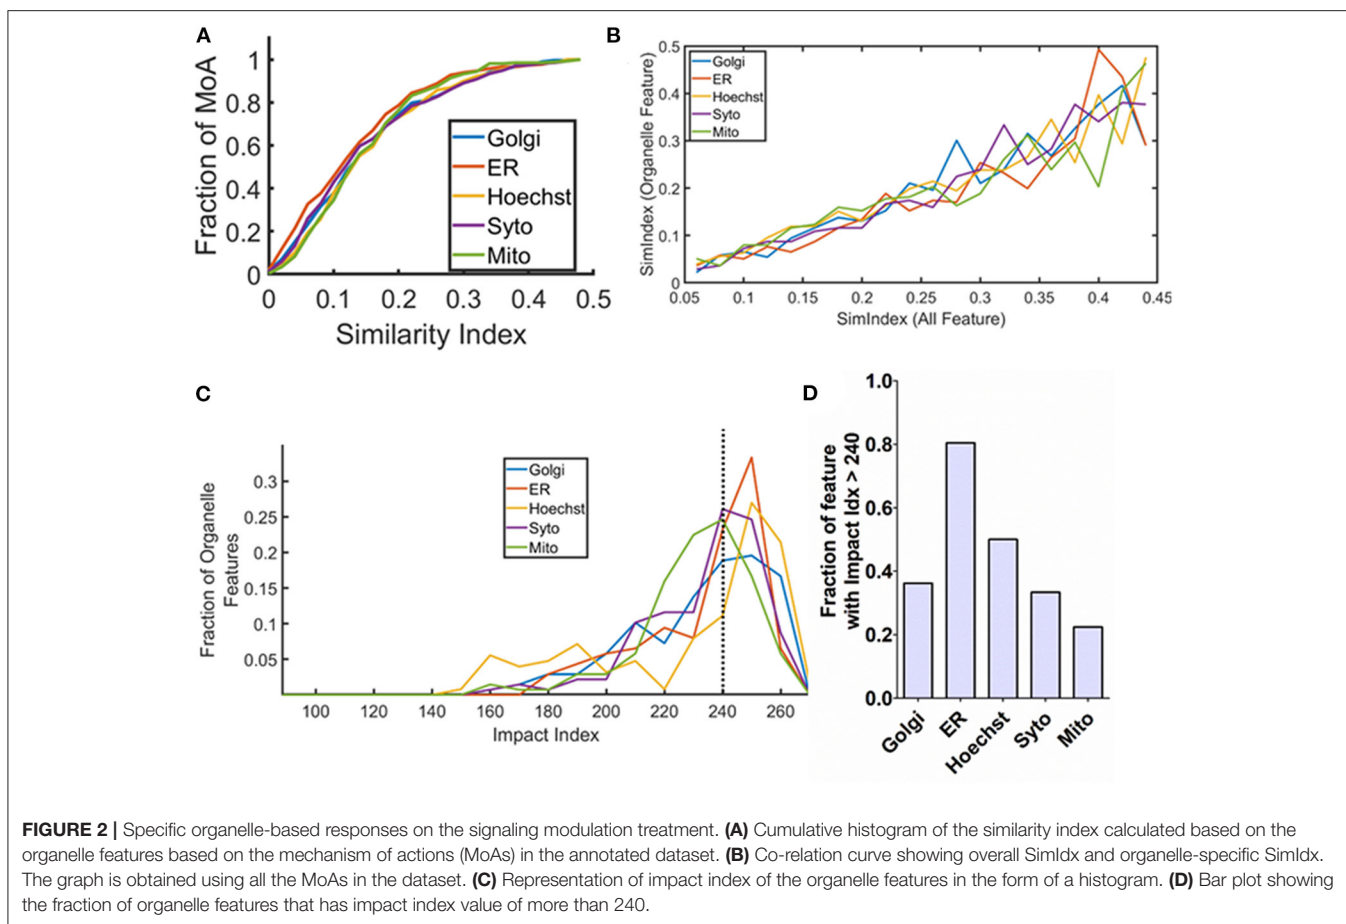 A
Fraction of MoA
1
0.8
0.6
0.4
0.2
0
0 0.1 0.2 0.3 0.4 0.5
Similarity Index
Golgi
ER
Hoechst
Syto
Mito
B
SimIndex (Organelle Feature)
0.5
0.4
0.3
0.2
0.1
0
0.05 0.1 0.15 0.2 0.25 0.3 0.35 0.4 0.45
SimIndex (All Feature)
Golgi
ER
Hoechst
Syto
Mito
C
Fraction of Organelle
Features
0.3
0.25
0.2
0.15
0.1
0.05
100 120 140 160 180 200 220 240 260
Impact Index
Golgi
ER
Hoechst
Syto
Mito
D
Fraction of feature
with Impact Idx > 240
1.0
0.8
0.6
0.4
0.2
0.0
Golgi
ER
Hoechst
Syto
Mito
FIGURE 2 | Specific organelle-based responses on the signaling modulation treatment. (A) Cumulative histogram of the similarity index calculated based on the
organelle features based on the mechanism of actions (MoAs) in the annotated dataset. (B) Co-relation curve showing overall SimIdx and organelle-specific SimIdx.
The graph is obtained using all the MoAs in the dataset. (C) Representation of impact index of the organelle features in the form of a histogram. (D) Bar plot showing
the fraction of organelle features that has impact index value of more than 240.